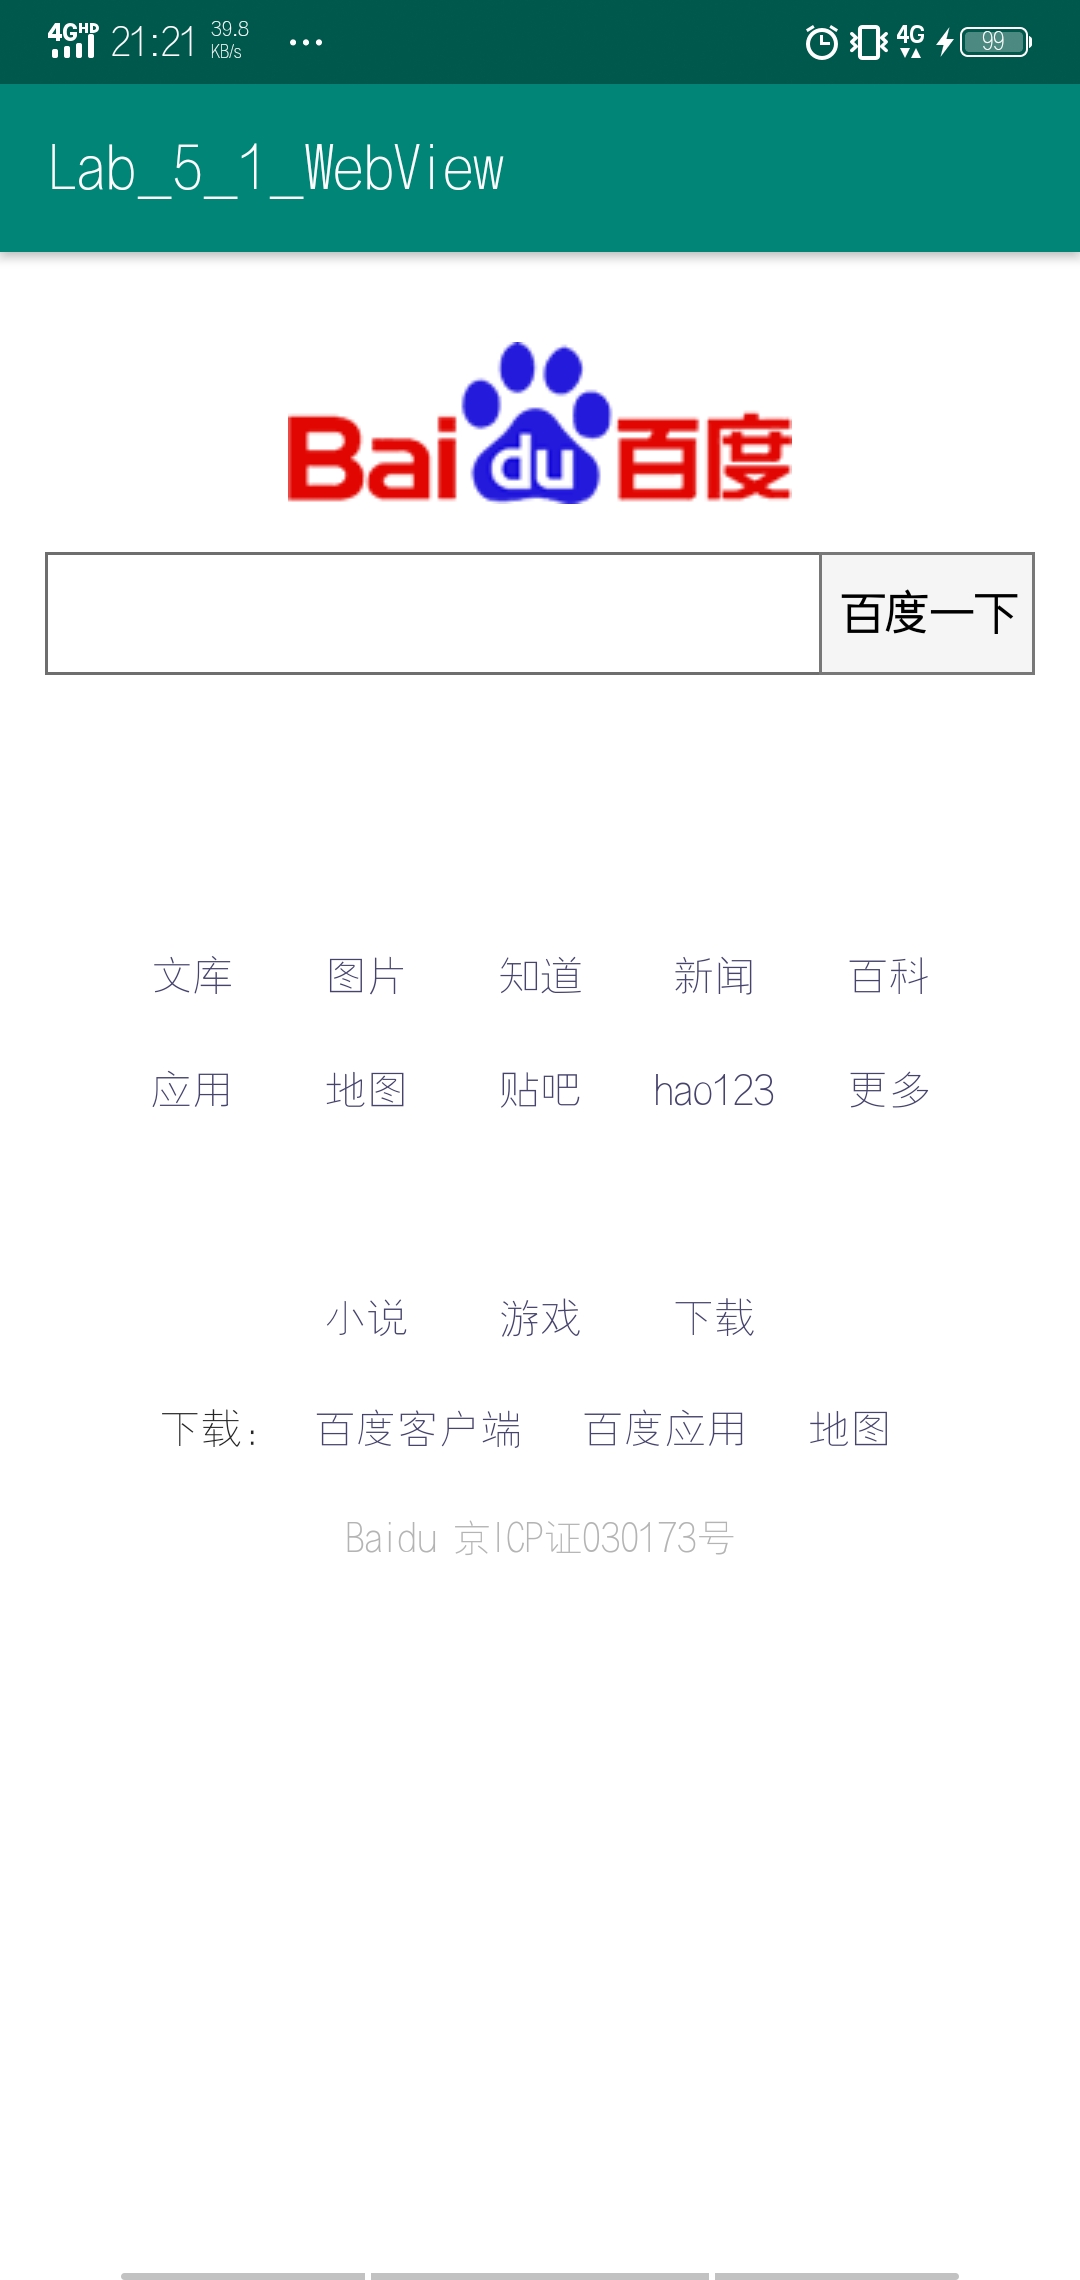 4G HD 21:21 39.8 KB/s ... 4G 99
Lab_5_1_WebView
Bai du 百度
百度一下
文库 图片 知道 新闻 百科
应用 地图 贴吧 hao123 更多
小说 游戏 下载
下载: 百度客户端 百度应用 地图
Baidu 京ICP证030173号